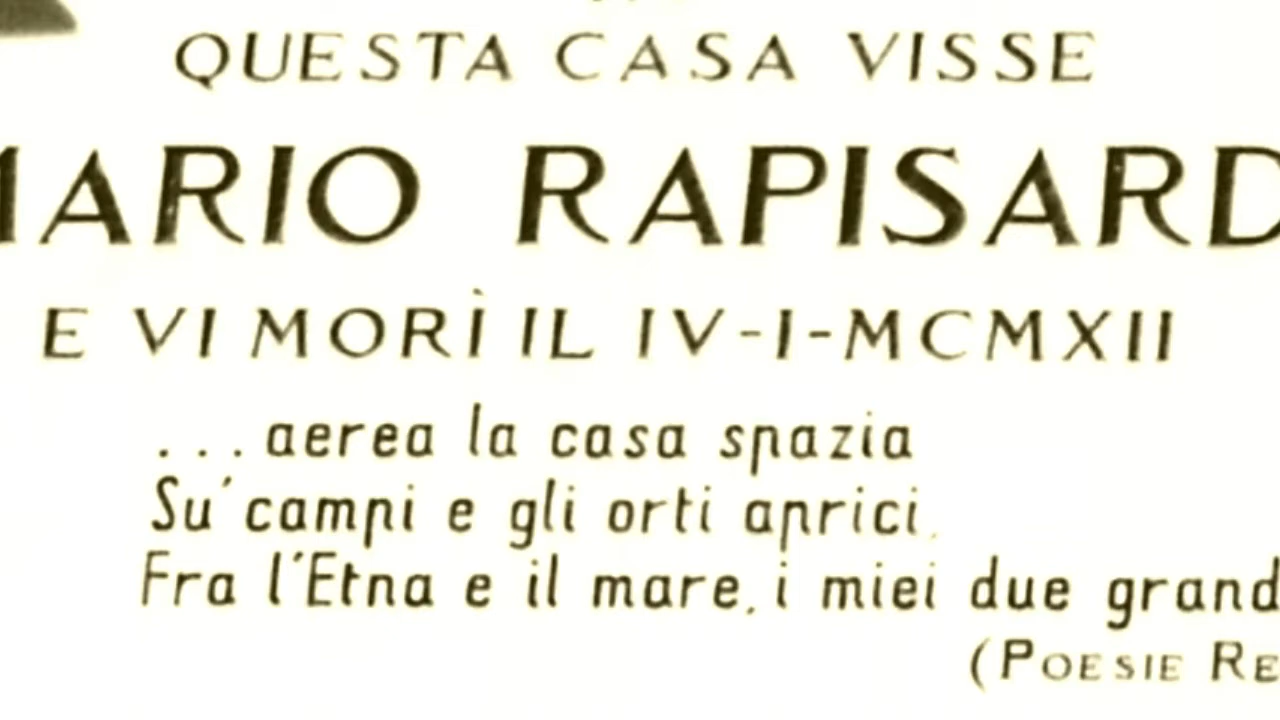 QUESTA CASA VISSE
MARIO RAPISARD
E VI MORÌ IL IV-I-MCMXII
...aerea la casa spazia
Su' campi e gli orti aprici,
Fra l'Etna e il mare, i miei due grand
(POESIE RE